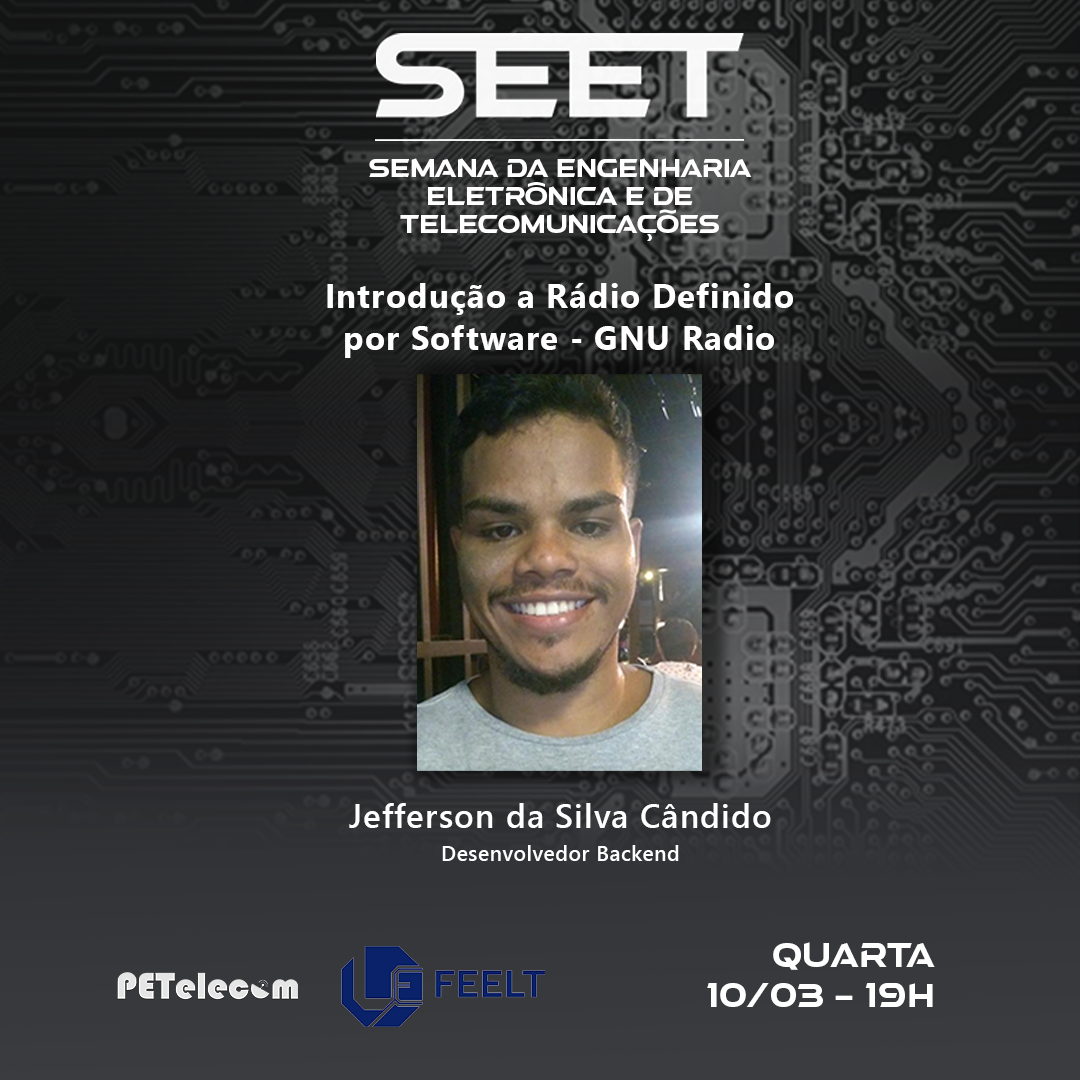 SEET
SEMANA DA ENGENHARIA
ELETRÔNICA E DE
TELECOMUNICAÇÕES
Introdução a Rádio Definido
por Software - GNU Radio
Jefferson da Silva Cândido
Desenvolvedor Backend
PETelecom
FEELT
QUARTA
10/03 – 19H